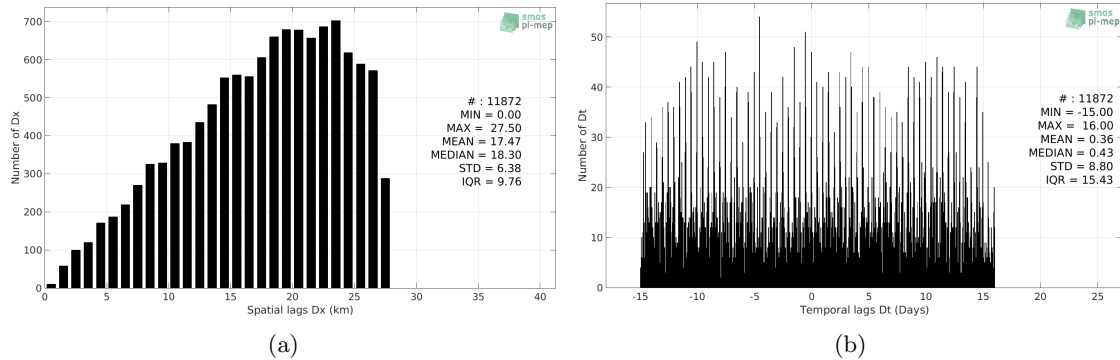 smos
pi-mep
700
600
500
400
300
200
100
0
Number of Dx
# : 11872
MIN = 0.00
MAX = 27.50
MEAN = 17.47
MEDIAN = 18.30
STD = 6.38
IQR = 9.76
0 5 10 15 20 25 30 35 40
Spatial lags Dx (km)
(a)
smos
pi-mep
50
40
30
20
10
0
Number of Dt
# : 11872
MIN = -15.00
MAX = 16.00
MEAN = 0.36
MEDIAN = 0.43
STD = 8.80
IQR = 15.43
-15 -10 -5 0 5 10 15 20 25
Temporal lags Dt (Days)
(b)